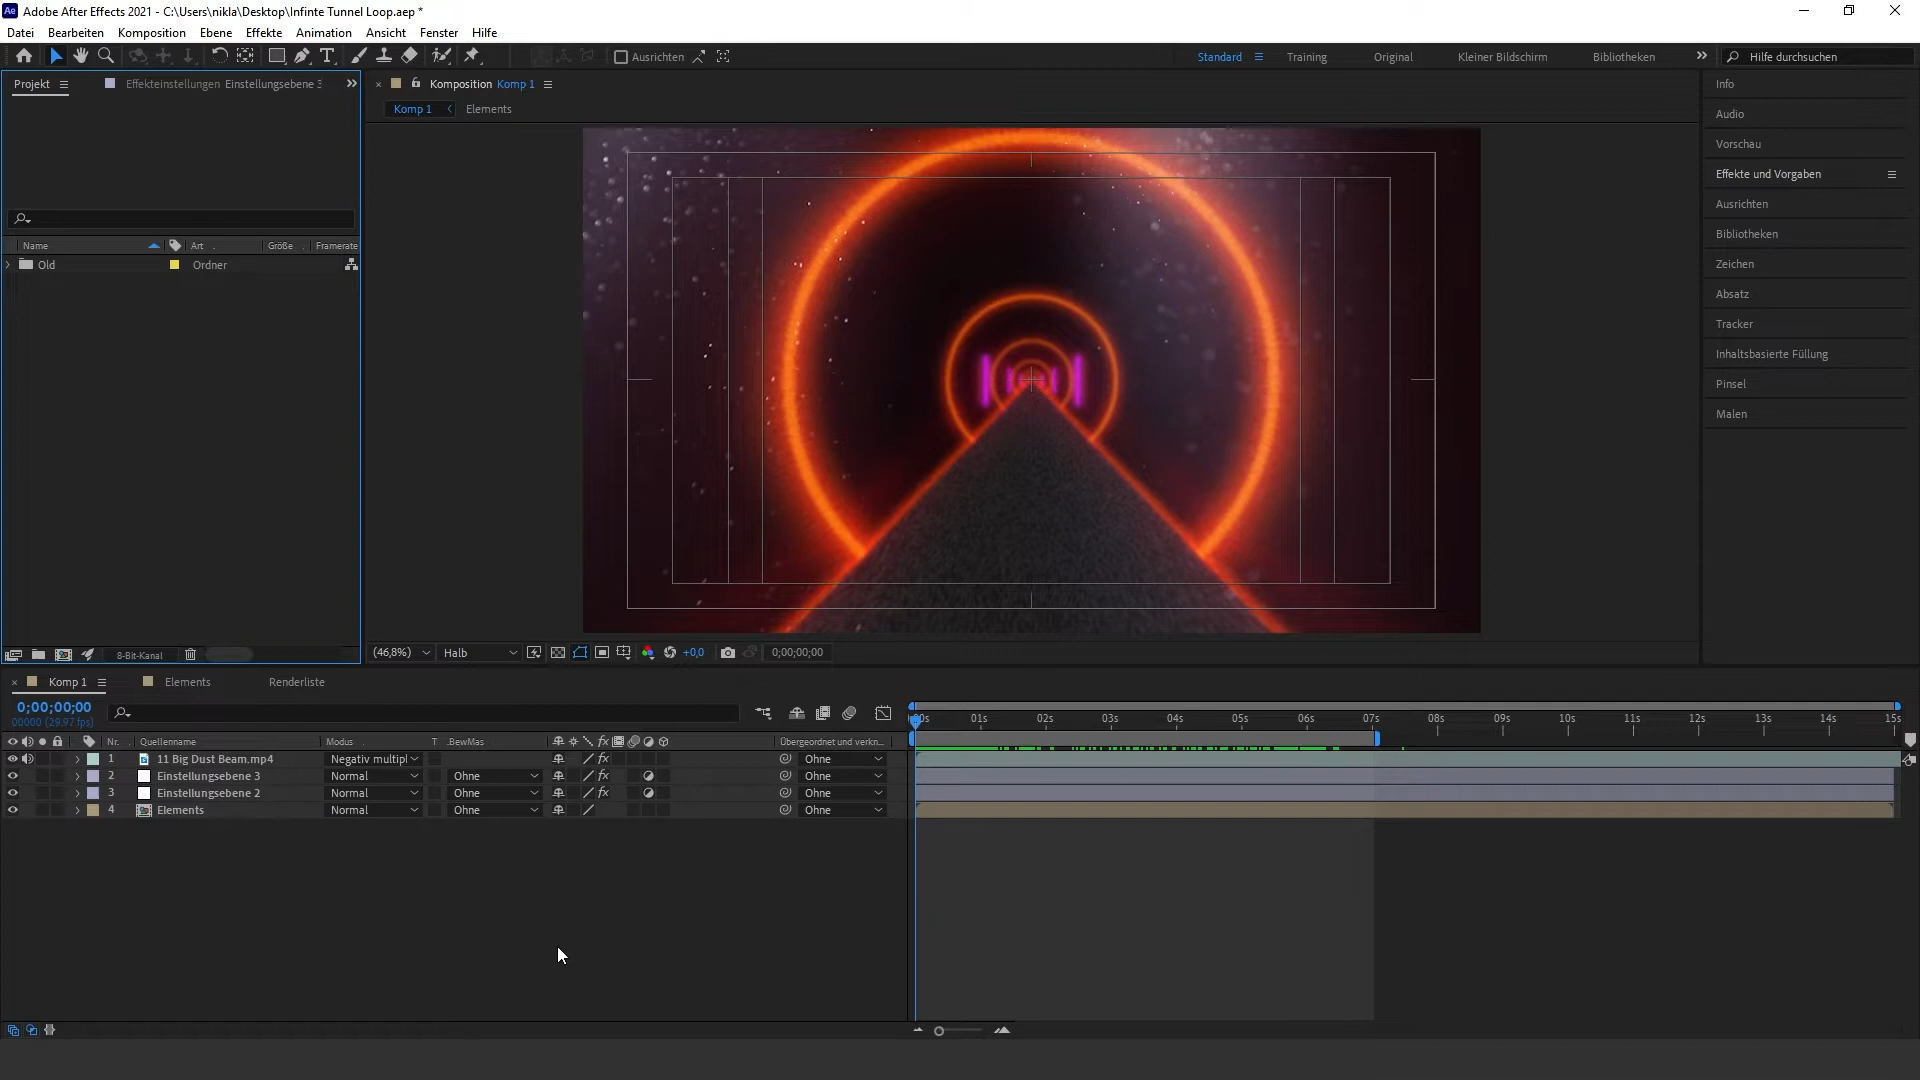 Ae Adobe After Effects 2021 - C:\Users\nikla\Desktop\Infinte Tunnel Loop.aep *
Datei Bearbeiten Komposition Ebene Effekte Animation Ansicht Fenster Hilfe
Ausrichten Standard Training Original Kleiner Bildschirm Bibliotheken Hilfe durchsuchen
Projekt Effekteinstellungen Einstellungsebene 3
Komposition Komp 1
Komp 1 Elements
Name Art Größe Framerate
Old Ordner
8-Bit-Kanal
(46,8%) Halb +0,0 0;00;00;00
Info
Audio
Vorschau
Effekte und Vorgaben
Ausrichten
Bibliotheken
Zeichen
Absatz
Tracker
Inhaltsbasierte Füllung
Pinsel
Malen
Komp 1 Elements Renderliste
0;00;00;00
00000 (29.97 fps)
00s 01s 02s 03s 04s 05s 06s 07s 08s 09s 10s 11s 12s 13s 14s 15s
Nr. Quellenname Modus T .BewMas Übergeordnet und verkn...
1 11 Big Dust Beam.mp4 Negativ multipl Ohne
2 Einstellungsebene 3 Normal Ohne Ohne
3 Einstellungsebene 2 Normal Ohne Ohne
4 Elements Normal Ohne Ohne